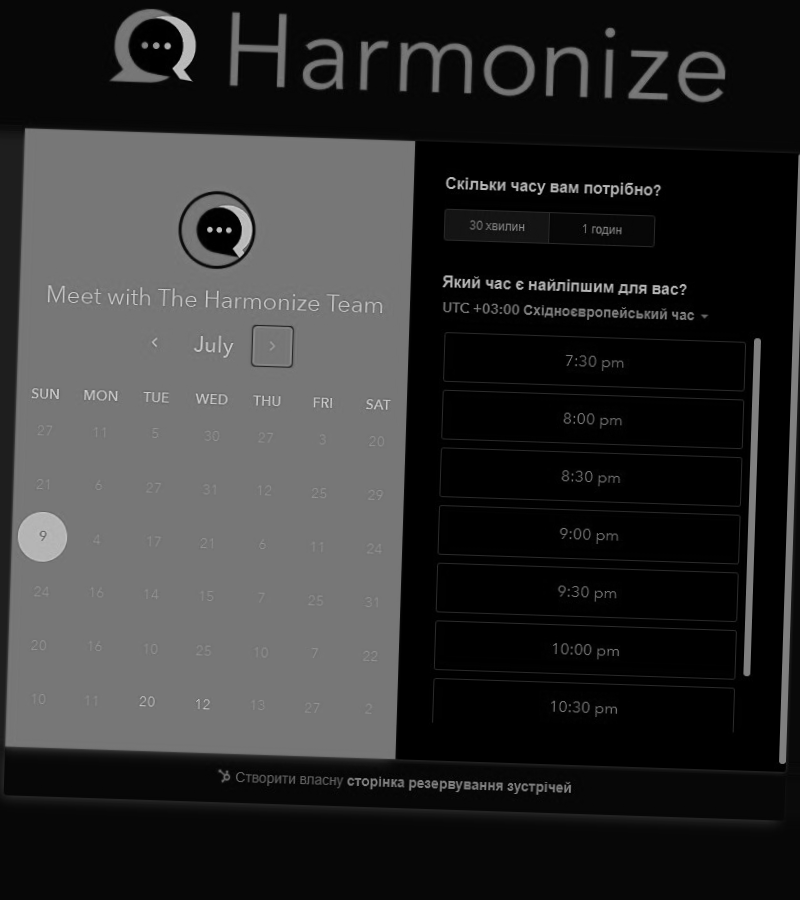 Harmonize
Meet with The Harmonize Team
July
SUN MON TUE WED THU FRI SAT
27 11 5 30 27 3 20
21 6 27 31 12 25 29
9 4 17 21 6 11 24
24 16 14 15 7 25 31
20 16 10 25 10 7 22
10 11 20 12 13 27 2
Скільки часу вам потрібно?
30 хвилин 1 годин
Який час є найліпшим для вас?
UTC +03:00 Східноєвропейський час
7:30 pm
8:00 pm
8:30 pm
9:00 pm
9:30 pm
10:00 pm
10:30 pm
Створити власну сторінка резервування зустрічей